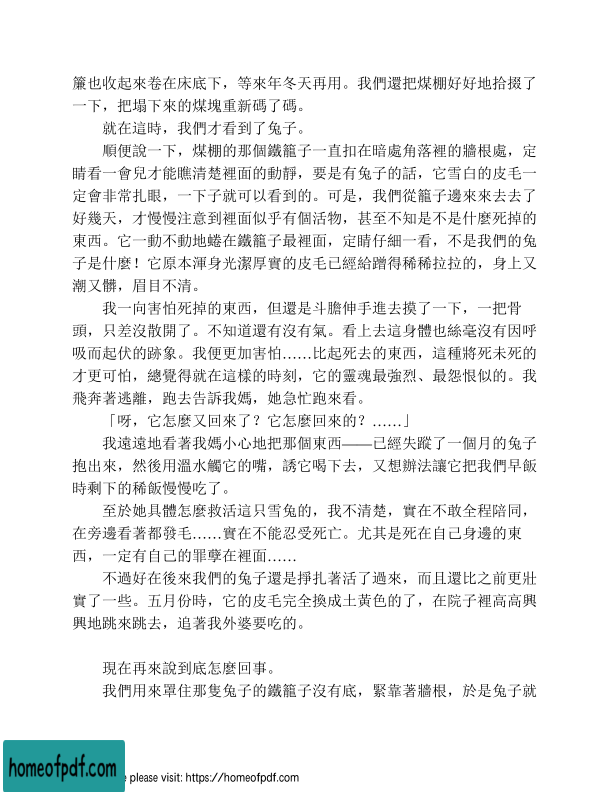 簾也收起來卷在床底下，等來年冬天再用。我們還把煤棚好好地拾掇了
一下，把塌下來的煤塊重新碼了碼。
就在這時，我們才看到了兔子。
順便說一下，煤棚的那個鐵籠子一直扣在暗處角落裡的牆根處，定
睛看一會兒才能瞧清楚裡面的動靜，要是有兔子的話，它雪白的皮毛一
定會非常扎眼，一下子就可以看到的。可是，我們從籠子邊來來去去了
好幾天，才慢慢注意到裡面似乎有個活物，甚至不知是不是什麼死掉的
東西。它一動不動地蜷在鐵籠子最裡面，定睛仔細一看，不是我們的兔
子是什麼！它原本渾身光潔厚實的皮毛已經給蹭得稀稀拉拉的，身上又
潮又髒，眉目不清。
我一向害怕死掉的東西，但還是斗膽伸手進去摸了一下，一把骨
頭，只差沒散開了。不知道還有沒有氣。看上去這身體也絲毫沒有因呼
吸而起伏的跡象。我便更加害怕……比起死去的東西，這種將死未死的
才更可怕，總覺得就在這樣的時刻，它的靈魂最強烈、最怨恨似的。我
飛奔著逃離，跑去告訴我媽，她急忙跑來看。
「呀，它怎麼又回來了？它怎麼回來的？……」
我遠遠地看著我媽小心地把那個東西——已經失蹤了一個月的兔子
抱出來，然後用溫水觸它的嘴，誘它喝下去，又想辦法讓它把我們早飯
時剩下的稀飯慢慢吃了。
至於她具體怎麼救活這只雪兔的，我不清楚，實在不敢全程陪同，
在旁邊看著都發毛……實在不能忍受死亡。尤其是死在自己身邊的東
西，一定有自己的罪孽在裡面……
不過好在後來我們的兔子還是掙扎著活了過來，而且還比之前更壯
實了一些。五月份時，它的皮毛完全換成土黃色的了，在院子裡高高興
興地跳來跳去，追著我外婆要吃的。
現在再來說到底怎麼回事。
我們用來罩住那隻兔子的鐵籠子沒有底，緊靠著牆根，於是兔子就
homeofpdf.com
e please visit: https://homeofpdf.com